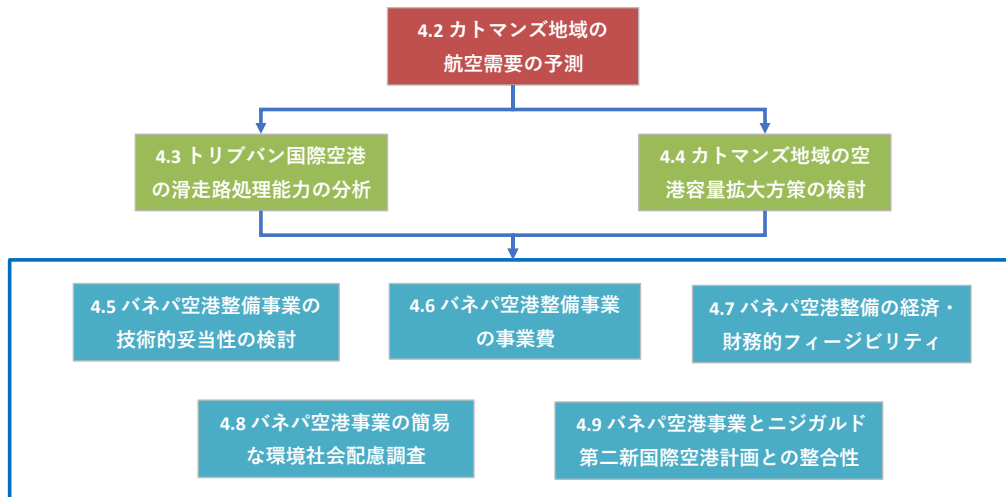 4.2 カトマンズ地域の
航空需要の予測
4.3 トリブバン国際空港
の滑走路処理能力の分析
4.4 カトマンズ地域の空
港容量拡大方策の検討
4.5 バネパ空港整備事業の
技術的妥当性の検討
4.6 バネパ空港整備事業
の事業費
4.7 バネパ空港整備の経済・
財務的フィージビリティ
4.8 バネパ空港事業の簡易
な環境社会配慮調査
4.9 バネパ空港事業とニジガルド
第二新国際空港計画との整合性